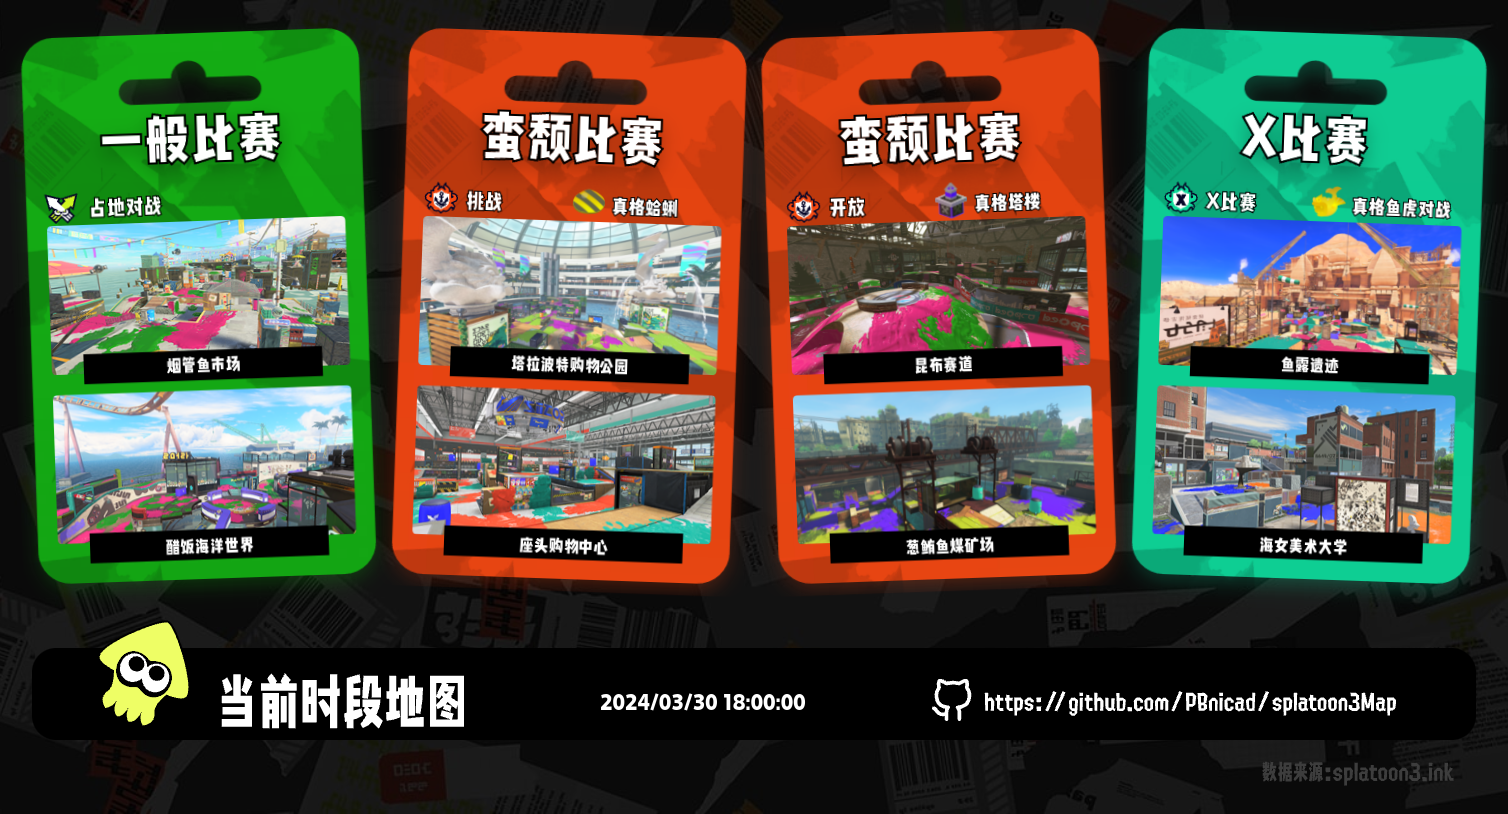 一般比赛
占地对战
烟管鱼市场
醋饭海洋世界
蛮颓比赛
挑战
真格蛤蜊
塔拉波特购物公园
座头购物中心
蛮颓比赛
开放
真格塔楼
昆布赛道
葱鲔鱼煤矿场
X比赛
X比赛
真格鱼虎对战
鱼露遗迹
海女美术大学
当前时段地图
2024/03/30 18:00:00
https://github.com/PBnicad/splatoon3Map
数据来源:splatoon3.ink